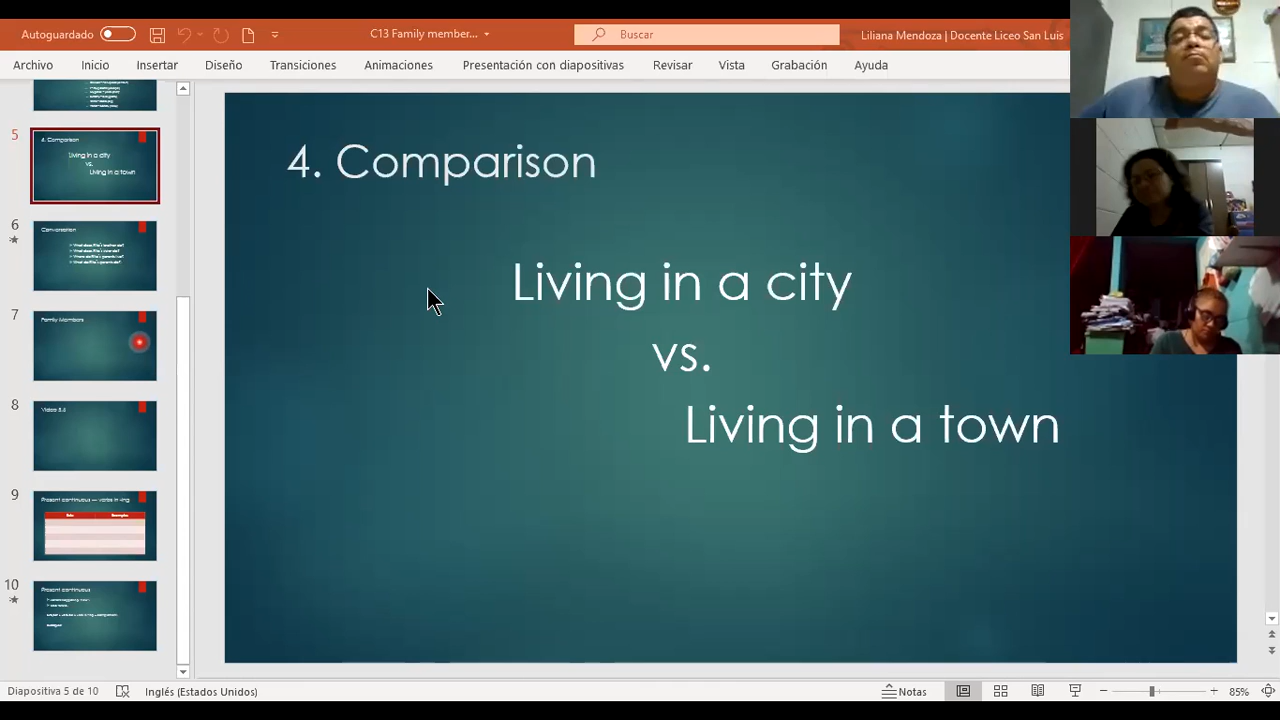 Autoguardado
C13 Family member...
Buscar
Liliana Mendoza | Docente Liceo San Luis
Archivo Inicio Insertar Diseño Transiciones Animaciones Presentación con diapositivas Revisar Vista Grabación Ayuda
5
4. Comparison
Living in a city
vs.
Living in a town
6
Conversation
7
Family Members
8
9
Present continuous — verbs in -ing
10
Present continuous
4. Comparison
Living in a city
vs.
Living in a town
Diapositiva 5 de 10
Inglés (Estados Unidos)
Notas
85%